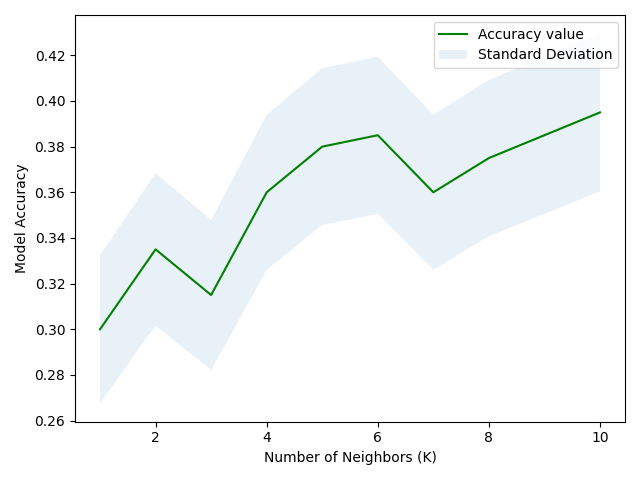 Accuracy value
Standard Deviation
0.42
0.40
0.38
0.36
0.34
0.32
0.30
0.28
0.26
Model Accuracy
2 4 6 8 10
Number of Neighbors (K)